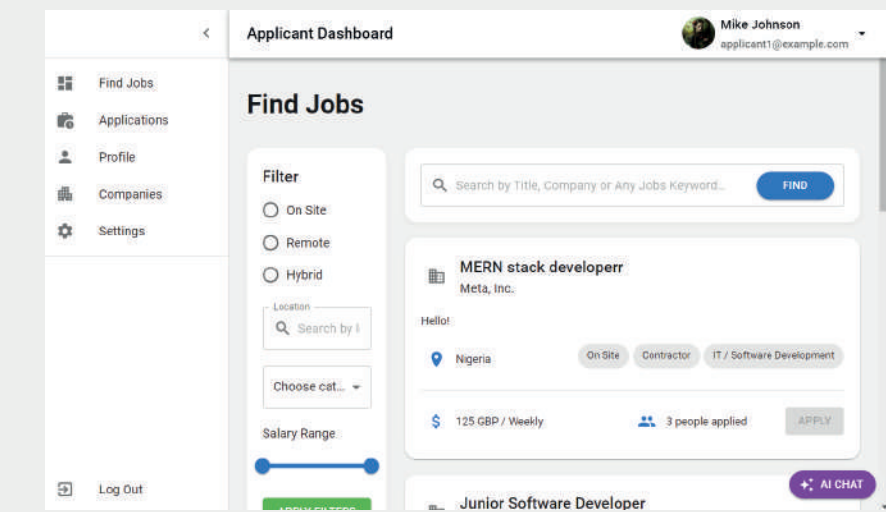 Applicant Dashboard
Mike Johnson
applicant1@example.com
Find Jobs
Applications
Profile
Companies
Settings
Log Out
Find Jobs
Filter
On Site
Remote
Hybrid
Location
Search by l
Choose cat...
Salary Range
APPLY FILTERS
Search by Title, Company or Any Jobs Keyword...
FIND
MERN stack developerr
Meta, Inc.
Hello!
Nigeria
On Site
Contractor
IT / Software Development
125 GBP / Weekly
3 people applied
APPLY
Junior Software Developer
AI CHAT